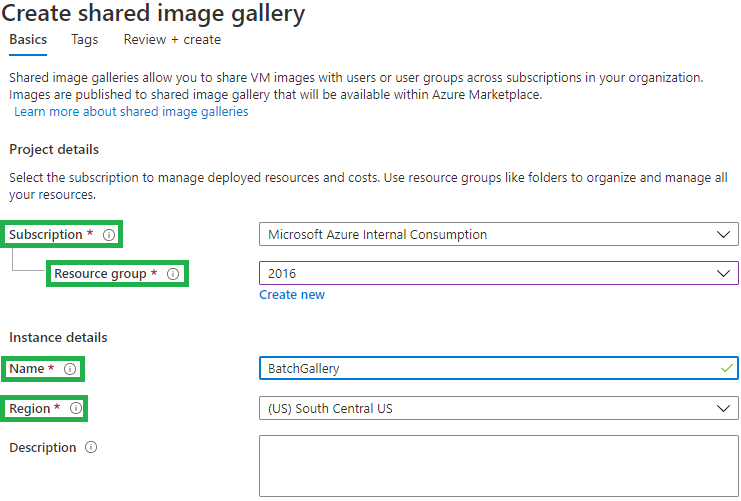 Create shared image gallery
Basics Tags Review + create
Shared image galleries allow you to share VM images with users or user groups across subscriptions in your organization.
Images are published to shared image gallery that will be available within Azure Marketplace.
Learn more about shared image galleries
Project details
Select the subscription to manage deployed resources and costs. Use resource groups like folders to organize and manage all
your resources.
Subscription * Microsoft Azure Internal Consumption
Resource group * 2016
Create new
Instance details
Name * BatchGallery
Region * (US) South Central US
Description